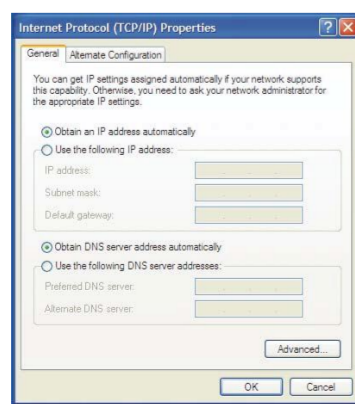 Internet Protocol (TCP/IP) Properties
General
Alternate Configuration
You can get IP settings assigned automatically if your network supports
this capability. Otherwise, you need to ask your network administrator for
the appropriate IP settings.
Obtain an IP address automatically
Use the following IP address:
IP address:
Subnet mask:
Default gateway:
Obtain DNS server address automatically
Use the following DNS server addresses:
Preferred DNS server:
Alternate DNS server:
Advanced...
OK
Cancel